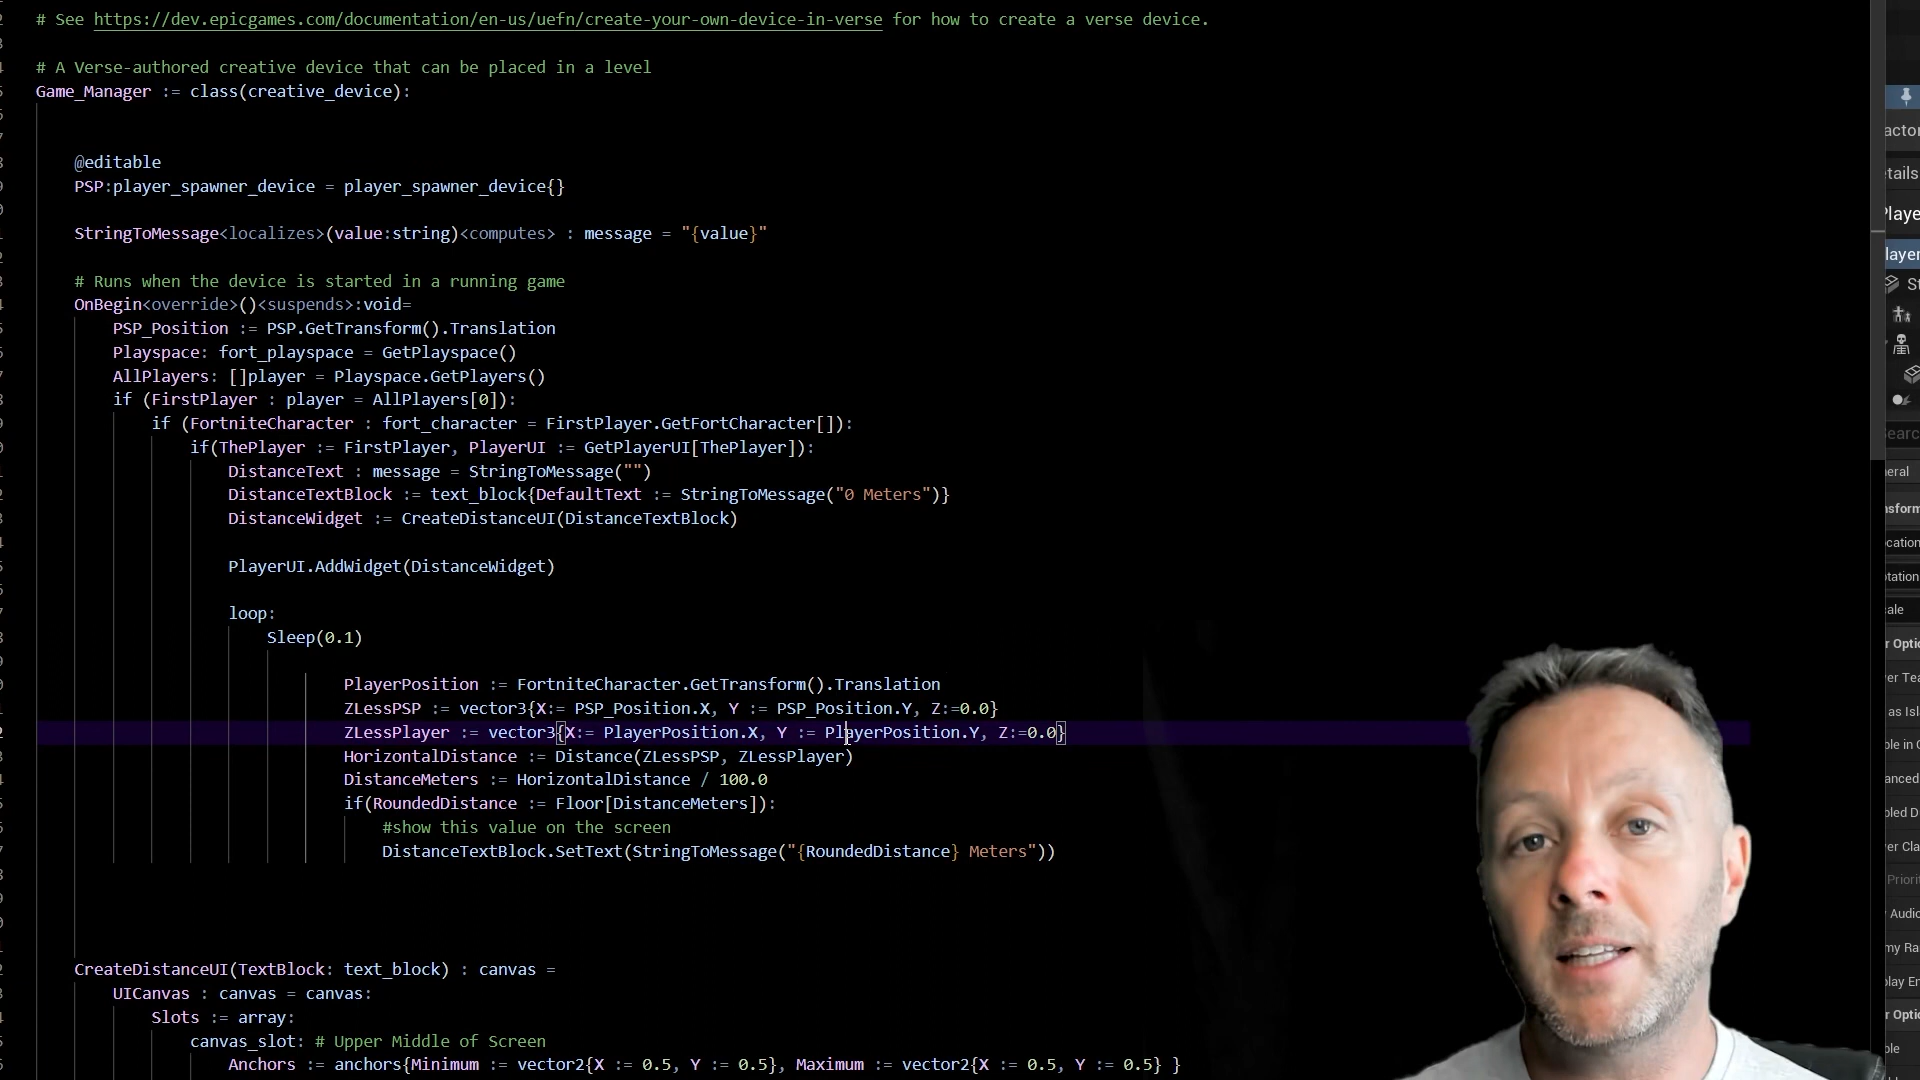 # See https://dev.epicgames.com/documentation/en-us/uefn/create-your-own-device-in-verse for how to create a verse device.
# A Verse-authored creative device that can be placed in a level
Game_Manager := class(creative_device):
@editable
PSP:player_spawner_device = player_spawner_device{}
StringToMessage<localizes>(value:string)<computes> : message = "{value}"
# Runs when the device is started in a running game
OnBegin<override>()<suspends>:void=
PSP_Position := PSP.GetTransform().Translation
Playspace: fort_playspace = GetPlayspace()
AllPlayers: []player = Playspace.GetPlayers()
if (FirstPlayer : player = AllPlayers[0]):
if (FortniteCharacter : fort_character = FirstPlayer.GetFortCharacter[]):
if(ThePlayer := FirstPlayer, PlayerUI := GetPlayerUI[ThePlayer]):
DistanceText : message = StringToMessage("")
DistanceTextBlock := text_block{DefaultText := StringToMessage("0 Meters")}
DistanceWidget := CreateDistanceUI(DistanceTextBlock)
PlayerUI.AddWidget(DistanceWidget)
loop:
Sleep(0.1)
PlayerPosition := FortniteCharacter.GetTransform().Translation
ZLessPSP := vector3{X:= PSP_Position.X, Y := PSP_Position.Y, Z:=0.0}
ZLessPlayer := vector3{X:= PlayerPosition.X, Y := PlayerPosition.Y, Z:=0.0}
HorizontalDistance := Distance(ZLessPSP, ZLessPlayer)
DistanceMeters := HorizontalDistance / 100.0
if(RoundedDistance := Floor[DistanceMeters]):
#show this value on the screen
DistanceTextBlock.SetText(StringToMessage("{RoundedDistance} Meters"))
CreateDistanceUI(TextBlock: text_block) : canvas =
UICanvas : canvas = canvas:
Slots := array:
canvas_slot: # Upper Middle of Screen
Anchors := anchors{Minimum := vector2{X := 0.5, Y := 0.5}, Maximum := vector2{X := 0.5, Y := 0.5} }